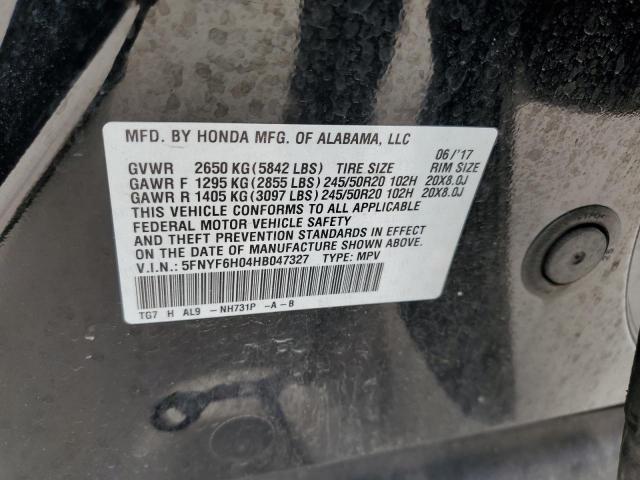 MFD. BY HONDA MFG. OF ALABAMA, LLC
06/'17
GVWR 2650 KG(5842 LBS) TIRE SIZE RIM SIZE
GAWR F 1295 KG(2855 LBS) 245/50R20 102H 20X8.0J
GAWR R 1405 KG(3097 LBS) 245/50R20 102H 20X8.0J
THIS VEHICLE CONFORMS TO ALL APPLICABLE
FEDERAL MOTOR VEHICLE SAFETY
AND THEFT PREVENTION STANDARDS IN EFFECT
ON THE DATE OF MANUFACTURE SHOWN ABOVE.
V.I.N.: 5FNYF6H04HB047327 TYPE: MPV
TG7 H AL9 -NH731P -A-B